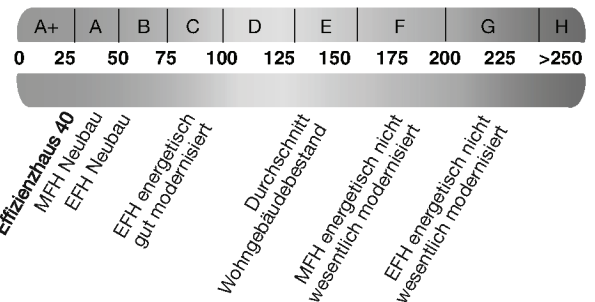 A+ A B C D E F G H
0 25 50 75 100 125 150 175 200 225 >250
Effizienzhaus 40
MFH Neubau
EFH Neubau
EFH energetisch
gut modernisiert
Durchschnitt
Wohngebäudebestand
MFH energetisch nicht
wesentlich modernisiert
EFH energetisch nicht
wesentlich modernisiert